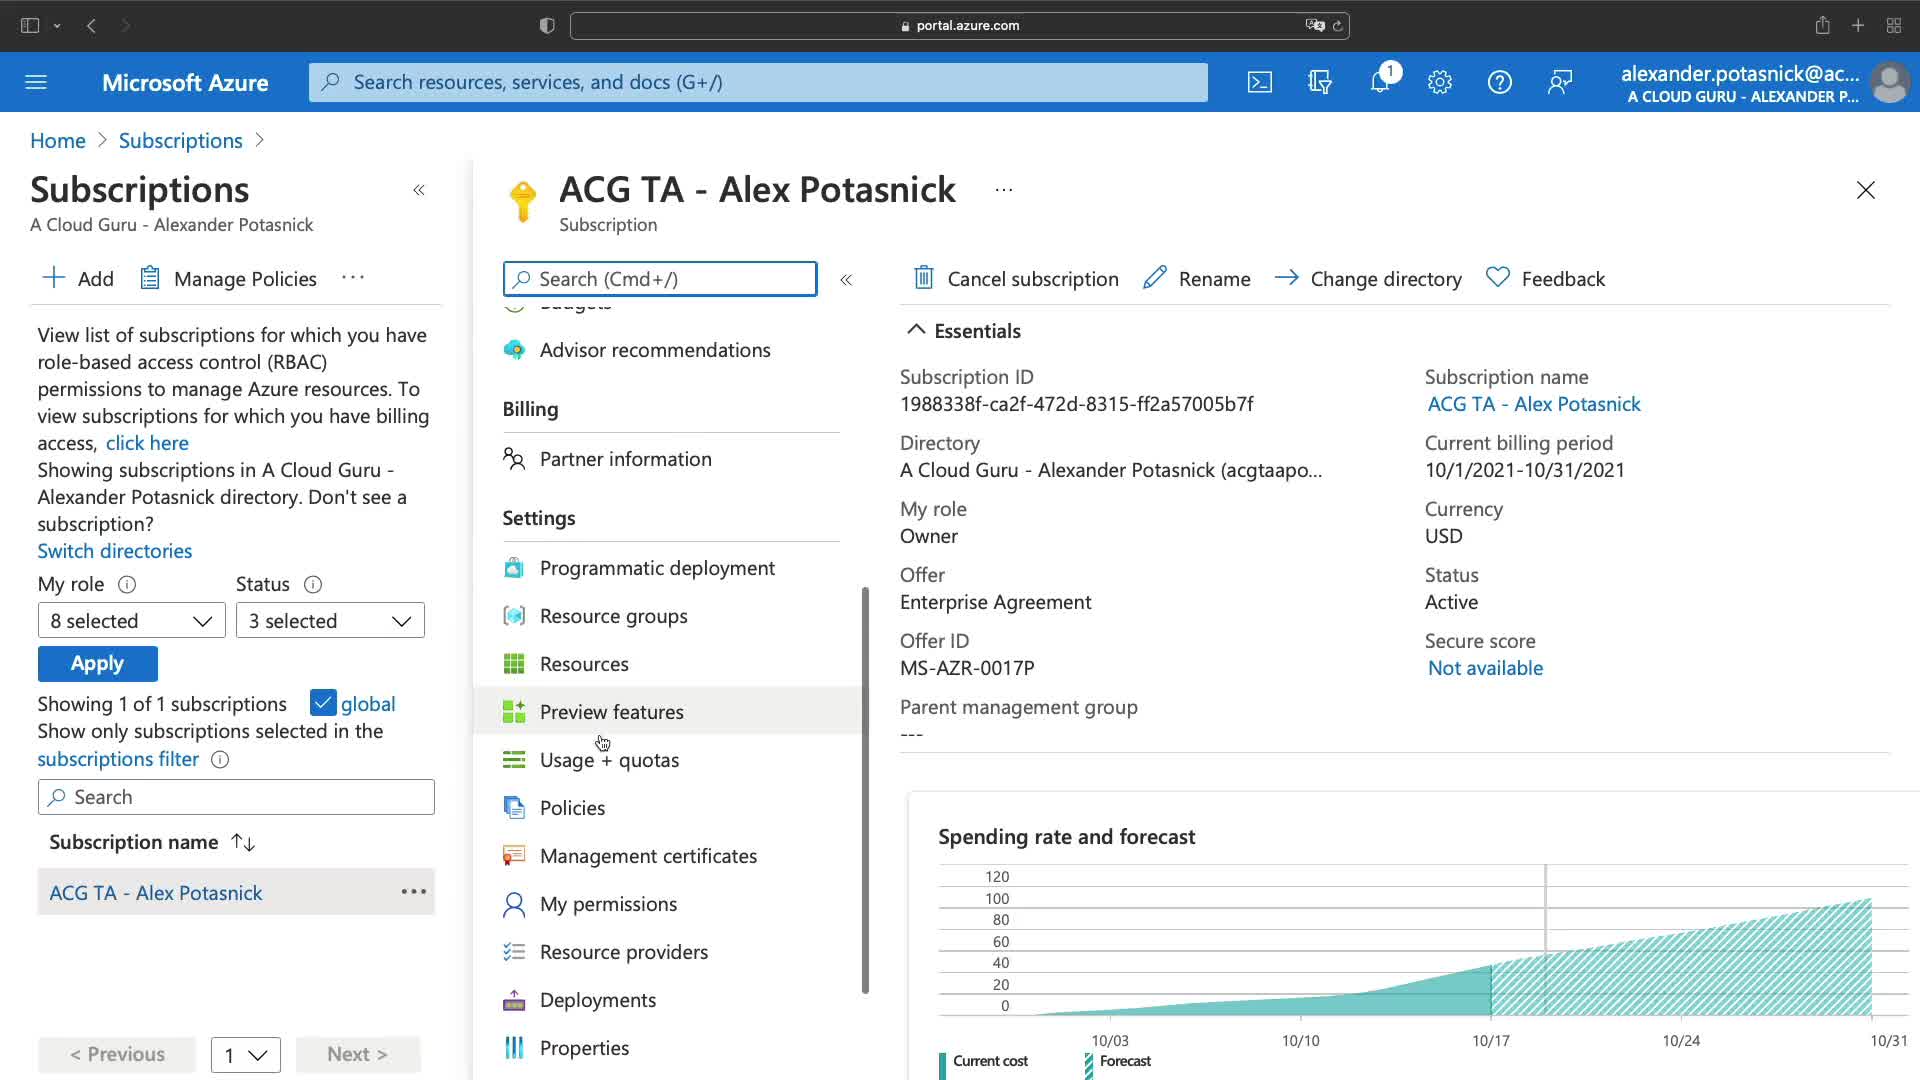 portal.azure.com
Microsoft Azure
Search resources, services, and docs (G+/)
1
alexander.potasnick@ac...
A CLOUD GURU - ALEXANDER P...
Home > Subscriptions >
Subscriptions
A Cloud Guru - Alexander Potasnick
Add
Manage Policies
View list of subscriptions for which you have
role-based access control (RBAC)
permissions to manage Azure resources. To
view subscriptions for which you have billing
access, click here
Showing subscriptions in A Cloud Guru -
Alexander Potasnick directory. Don't see a
subscription?
Switch directories
My role
Status
8 selected
3 selected
Apply
Showing 1 of 1 subscriptions global
Show only subscriptions selected in the
subscriptions filter
Search
Subscription name
ACG TA - Alex Potasnick
< Previous
1
Next >
ACG TA - Alex Potasnick
Subscription
Search (Cmd+/)
Budgets
Advisor recommendations
Billing
Partner information
Settings
Programmatic deployment
Resource groups
Resources
Preview features
Usage + quotas
Policies
Management certificates
My permissions
Resource providers
Deployments
Properties
Cancel subscription
Rename
Change directory
Feedback
Essentials
Subscription ID
1988338f-ca2f-472d-8315-ff2a57005b7f
Directory
A Cloud Guru - Alexander Potasnick (acgtaapo...
My role
Owner
Offer
Enterprise Agreement
Offer ID
MS-AZR-0017P
Parent management group
---
Subscription name
ACG TA - Alex Potasnick
Current billing period
10/1/2021-10/31/2021
Currency
USD
Status
Active
Secure score
Not available
Spending rate and forecast
120
100
80
60
40
20
0
10/03
10/10
10/17
10/24
10/31
Current cost
Forecast